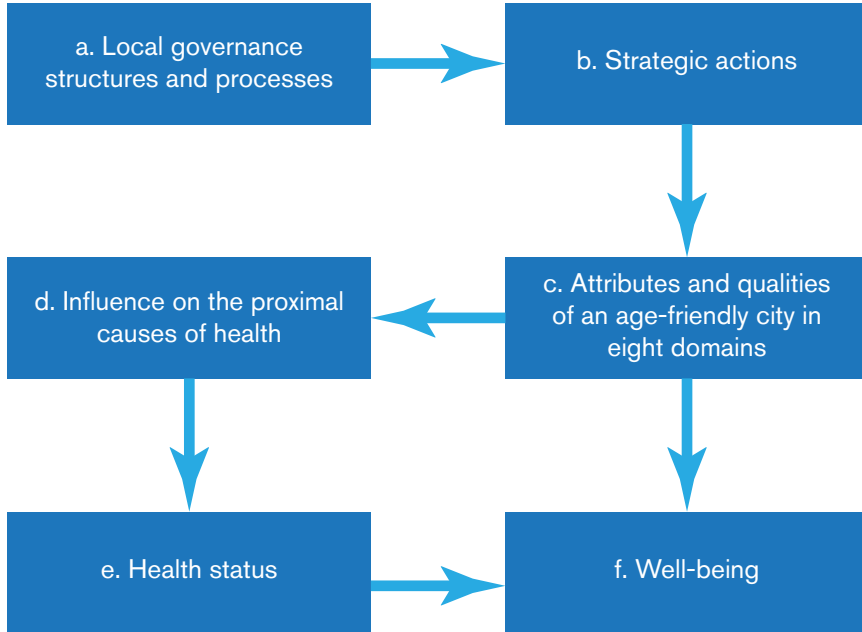 a. Local governance
structures and processes
b. Strategic actions
d. Influence on the proximal
causes of health
c. Attributes and qualities
of an age-friendly city in
eight domains
e. Health status
f. Well-being